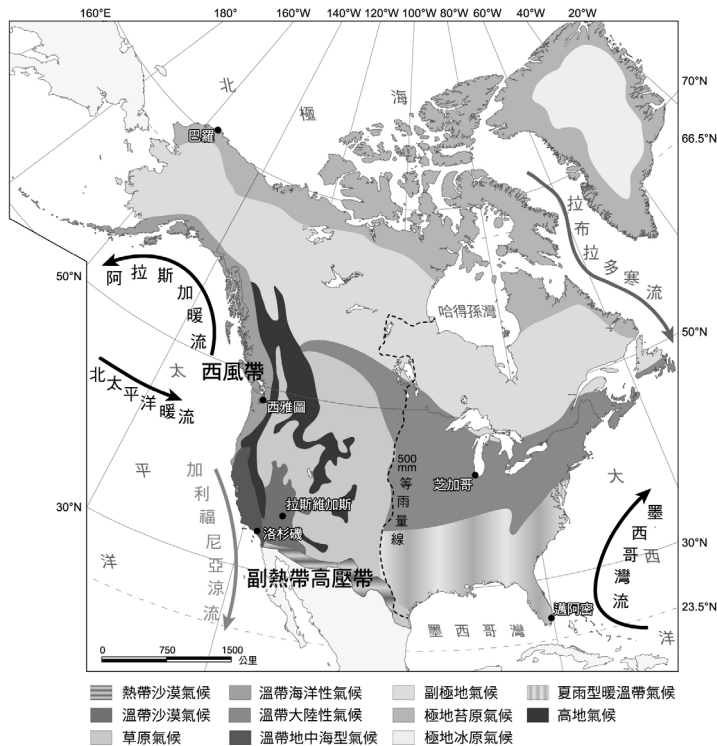 160°E
180°
160°W
140°W
120°W
100°W
80°W
60°W
40°W
20°W
70°N
66.5°N
50°N
50°N
30°N
30°N
23.5°N
北極海
巴羅
拉布拉多寒流
阿拉斯加暖流
哈得孫灣
西風帶
北太平洋暖流
太平洋
西雅圖
500
mm
等雨量線
芝加哥
大西洋
加利福尼亞涼流
拉斯維加斯
洛杉磯
副熱帶高壓帶
墨西哥灣流
邁阿密
墨西哥灣
0 750 1500
公里
熱帶沙漠氣候
溫帶海洋性氣候
副極地氣候
夏雨型暖溫帶氣候
溫帶沙漠氣候
溫帶大陸性氣候
極地苔原氣候
高地氣候
草原氣候
溫帶地中海型氣候
極地冰原氣候